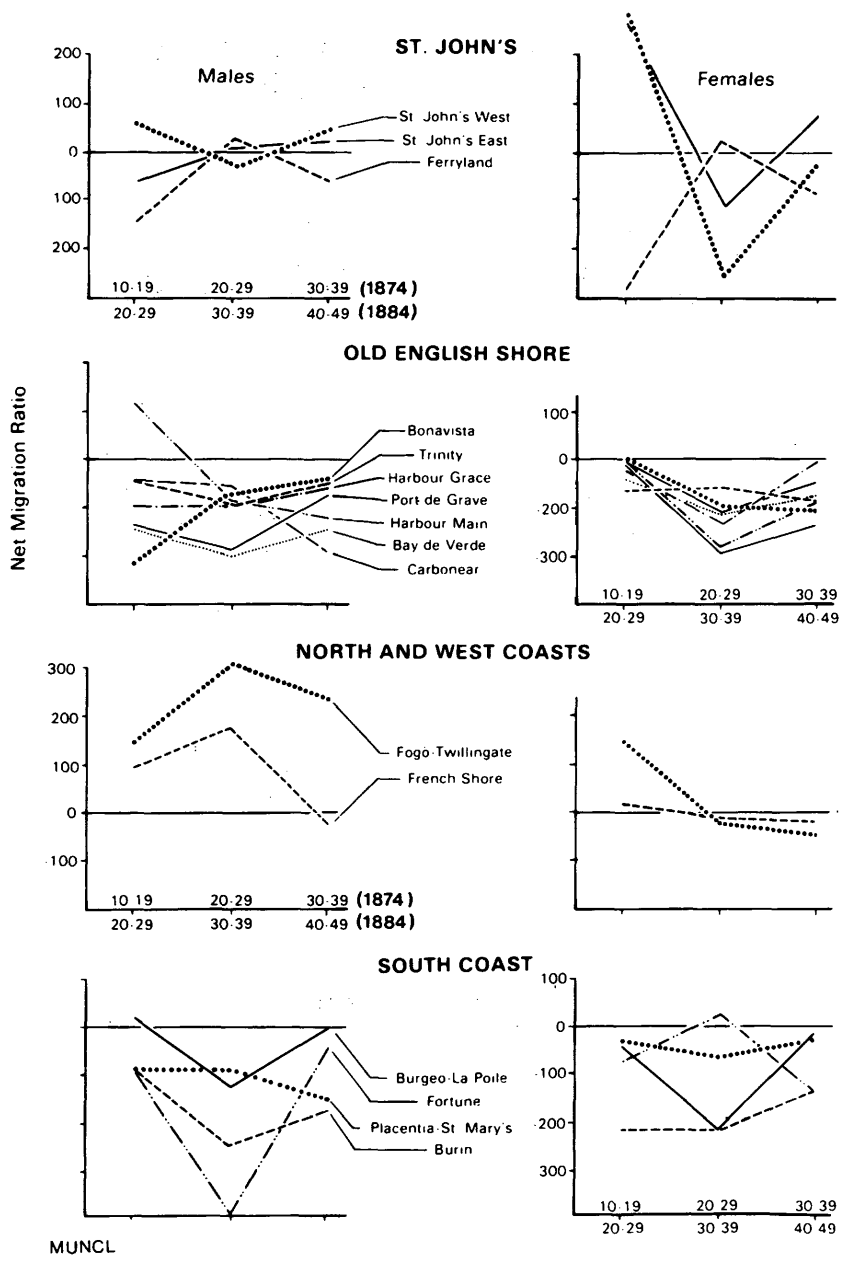 ST. JOHN'S
Males
Females
200
100
0
100
200
St John's West
St John's East
Ferryland
10·19 20·29 30·39 (1874)
20·29 30·39 40·49 (1884)
OLD ENGLISH SHORE
Net Migration Ratio
Bonavista
Trinity
Harbour Grace
Port de Grave
Harbour Main
Bay de Verde
Carbonear
100
0
-200
300
10·19 20·29 30 39
20·29 30·39 40·49
NORTH AND WEST COASTS
300
200
100
0
100
Fogo·Twillingate
French Shore
10 19 20·29 30·39 (1874)
20·29 30·39 40·49 (1884)
SOUTH COAST
Burgeo·La Poile
Fortune
Placentia·St Mary's
Burin
100
0
-100
-200
300
10·19 20 29 30 39
20·29 30 39 40 49
MUNCL